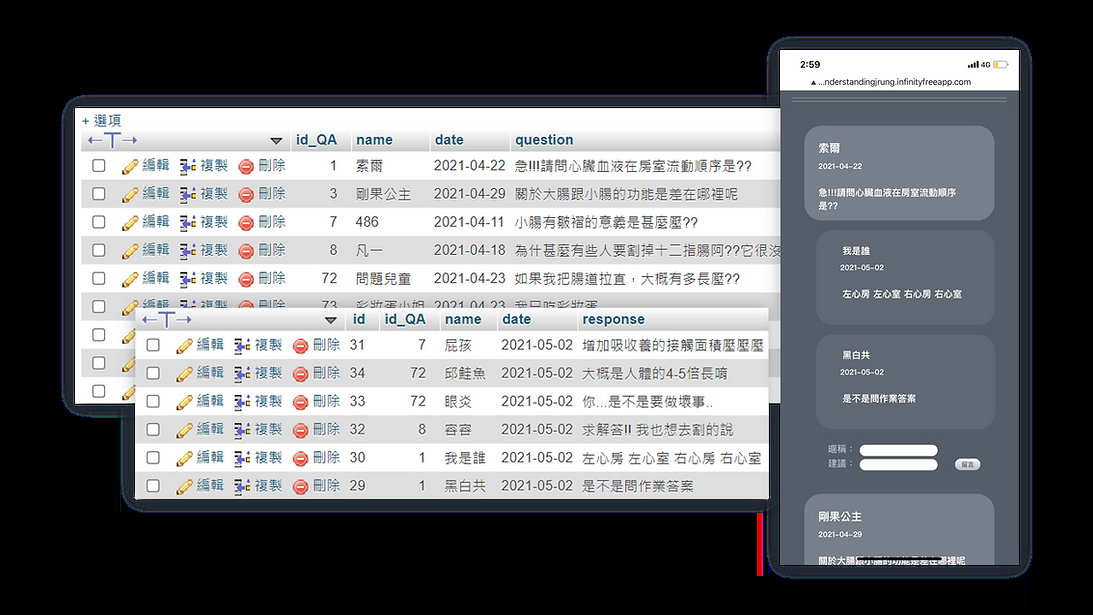 + 選項
←T→ id_QA name date question
編輯 複製 刪除 1 索爾 2021-04-22 急!!!請問心臟血液在房室流動順序是??
編輯 複製 刪除 3 剛果公主 2021-04-29 關於大腸跟小腸的功能是差在哪裡呢
編輯 複製 刪除 7 486 2021-04-11 小腸有皺褶的意義是甚麼壓??
編輯 複製 刪除 8 凡一 2021-04-18 為什甚麼有些人要割掉十二指腸阿??它很沒
編輯 複製 刪除 72 問題兒童 2021-04-23 如果我把腸道拉直，大概有多長壓??
編輯 複製 刪除 73 彩妝蛋小姐 2021-04-23 我只吃彩妝蛋
←T→ id id_QA name date response
編輯 複製 刪除 31 7 屁孩 2021-05-02 增加吸收養的接觸面積壓壓壓
編輯 複製 刪除 34 72 邱鮭魚 2021-05-02 大概是人體的4-5倍長唷
編輯 複製 刪除 33 72 眼炎 2021-05-02 你...是不是要做壞事..
編輯 複製 刪除 32 8 容容 2021-05-02 求解答!! 我也想去割的說
編輯 複製 刪除 30 1 我是誰 2021-05-02 左心房 左心室 右心房 右心室
編輯 複製 刪除 29 1 黑白共 2021-05-02 是不是問作業答案
2:59 4G
▲ ...nderstandingjrung.infinityfreeapp.com
索爾
2021-04-22
急!!!請問心臟血液在房室流動順序
是??
我是誰
2021-05-02
左心房 左心室 右心房 右心室
黑白共
2021-05-02
是不是問作業答案
暱稱：
建議： 留言
剛果公主
2021-04-29
關於大腸跟小腸的功能是差在哪裡呢